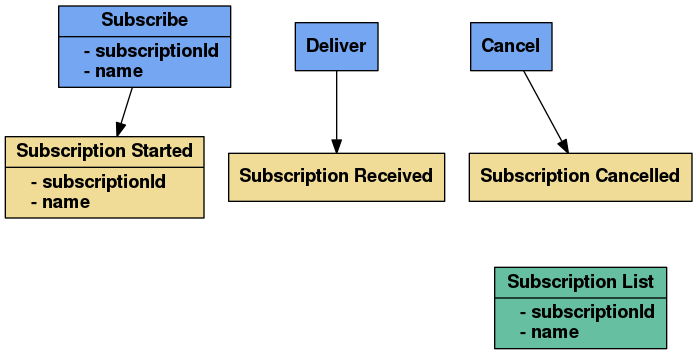 Subscribe
- subscriptionId
- name
Deliver
Cancel
Subscription Started
- subscriptionId
- name
Subscription Received
Subscription Cancelled
Subscription List
- subscriptionId
- name